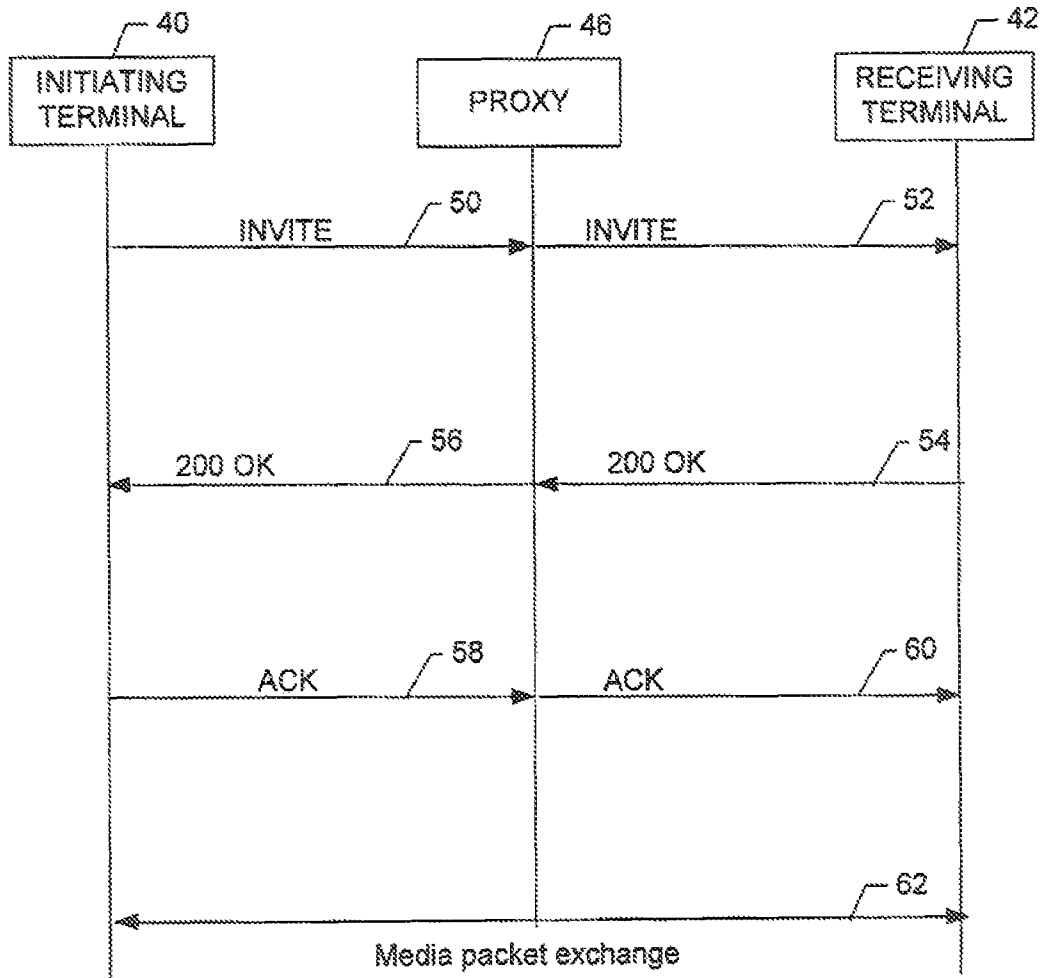 40
46
42
INITIATING
TERMINAL
PROXY
RECEIVING
TERMINAL
INVITE
50
INVITE
52
200 OK
56
200 OK
54
ACK
58
ACK
60
62
Media packet exchange